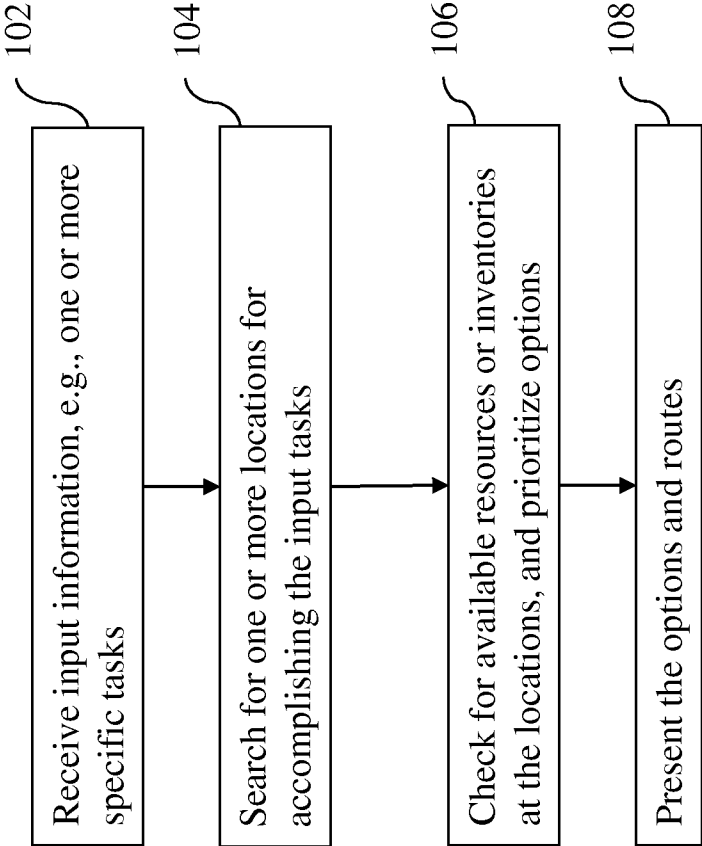 102
Receive input information, e.g., one or more
specific tasks
104
Search for one or more locations for
accomplishing the input tasks
106
Check for available resources or inventories
at the locations, and prioritize options
108
Present the options and routes